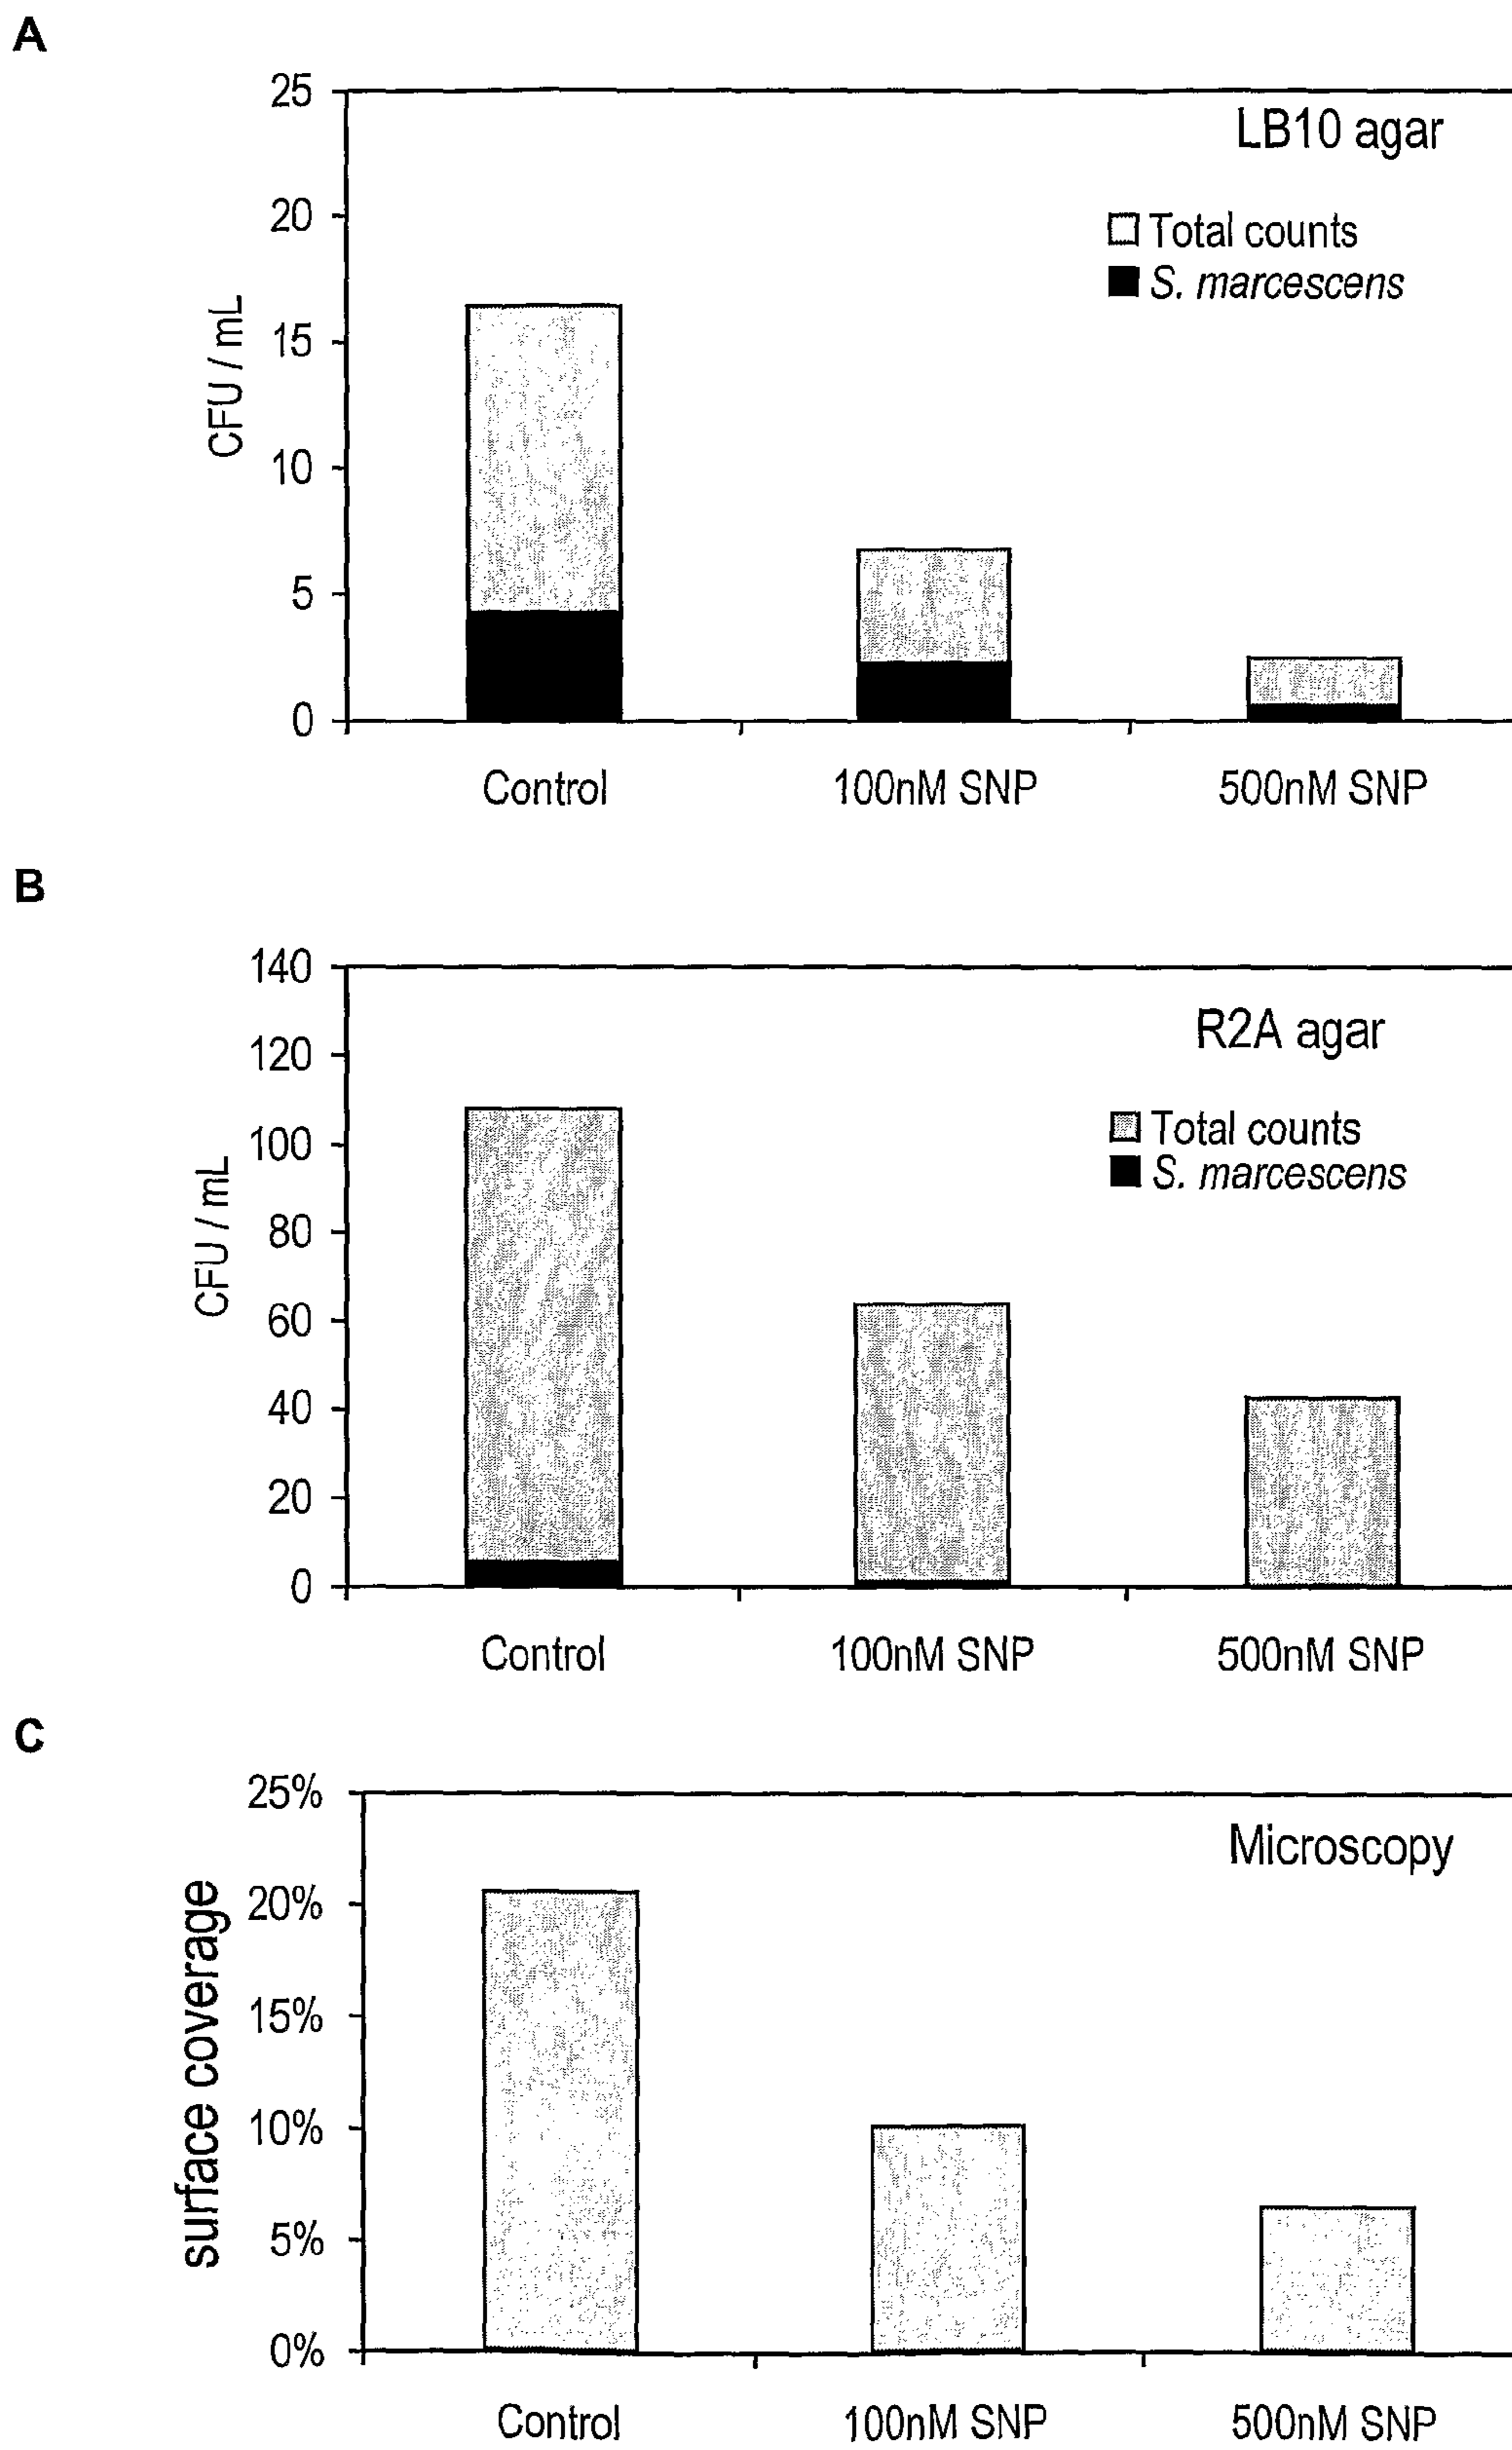 A
25
LB10 agar
20
Total counts
S. marcescens
15
CFU / mL
10
5
0
Control 100nM SNP 500nM SNP
B
140
R2A agar
120
Total counts
100
S. marcescens
CFU / mL
80
60
40
20
0
Control 100nM SNP 500nM SNP
C
25%
Microscopy
20%
15%
surface coverage
10%
5%
0%
Control 100nM SNP 500nM SNP